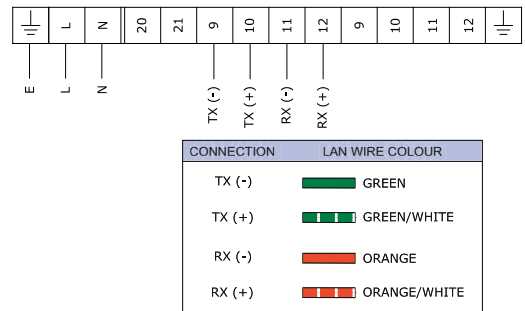 L N 20 21 9 10 11 12 9 10 11 12
E L N TX (-) TX (+) RX (-) RX (+)
CONNECTION LAN WIRE COLOUR
TX (-) GREEN
TX (+) GREEN/WHITE
RX (-) ORANGE
RX (+) ORANGE/WHITE